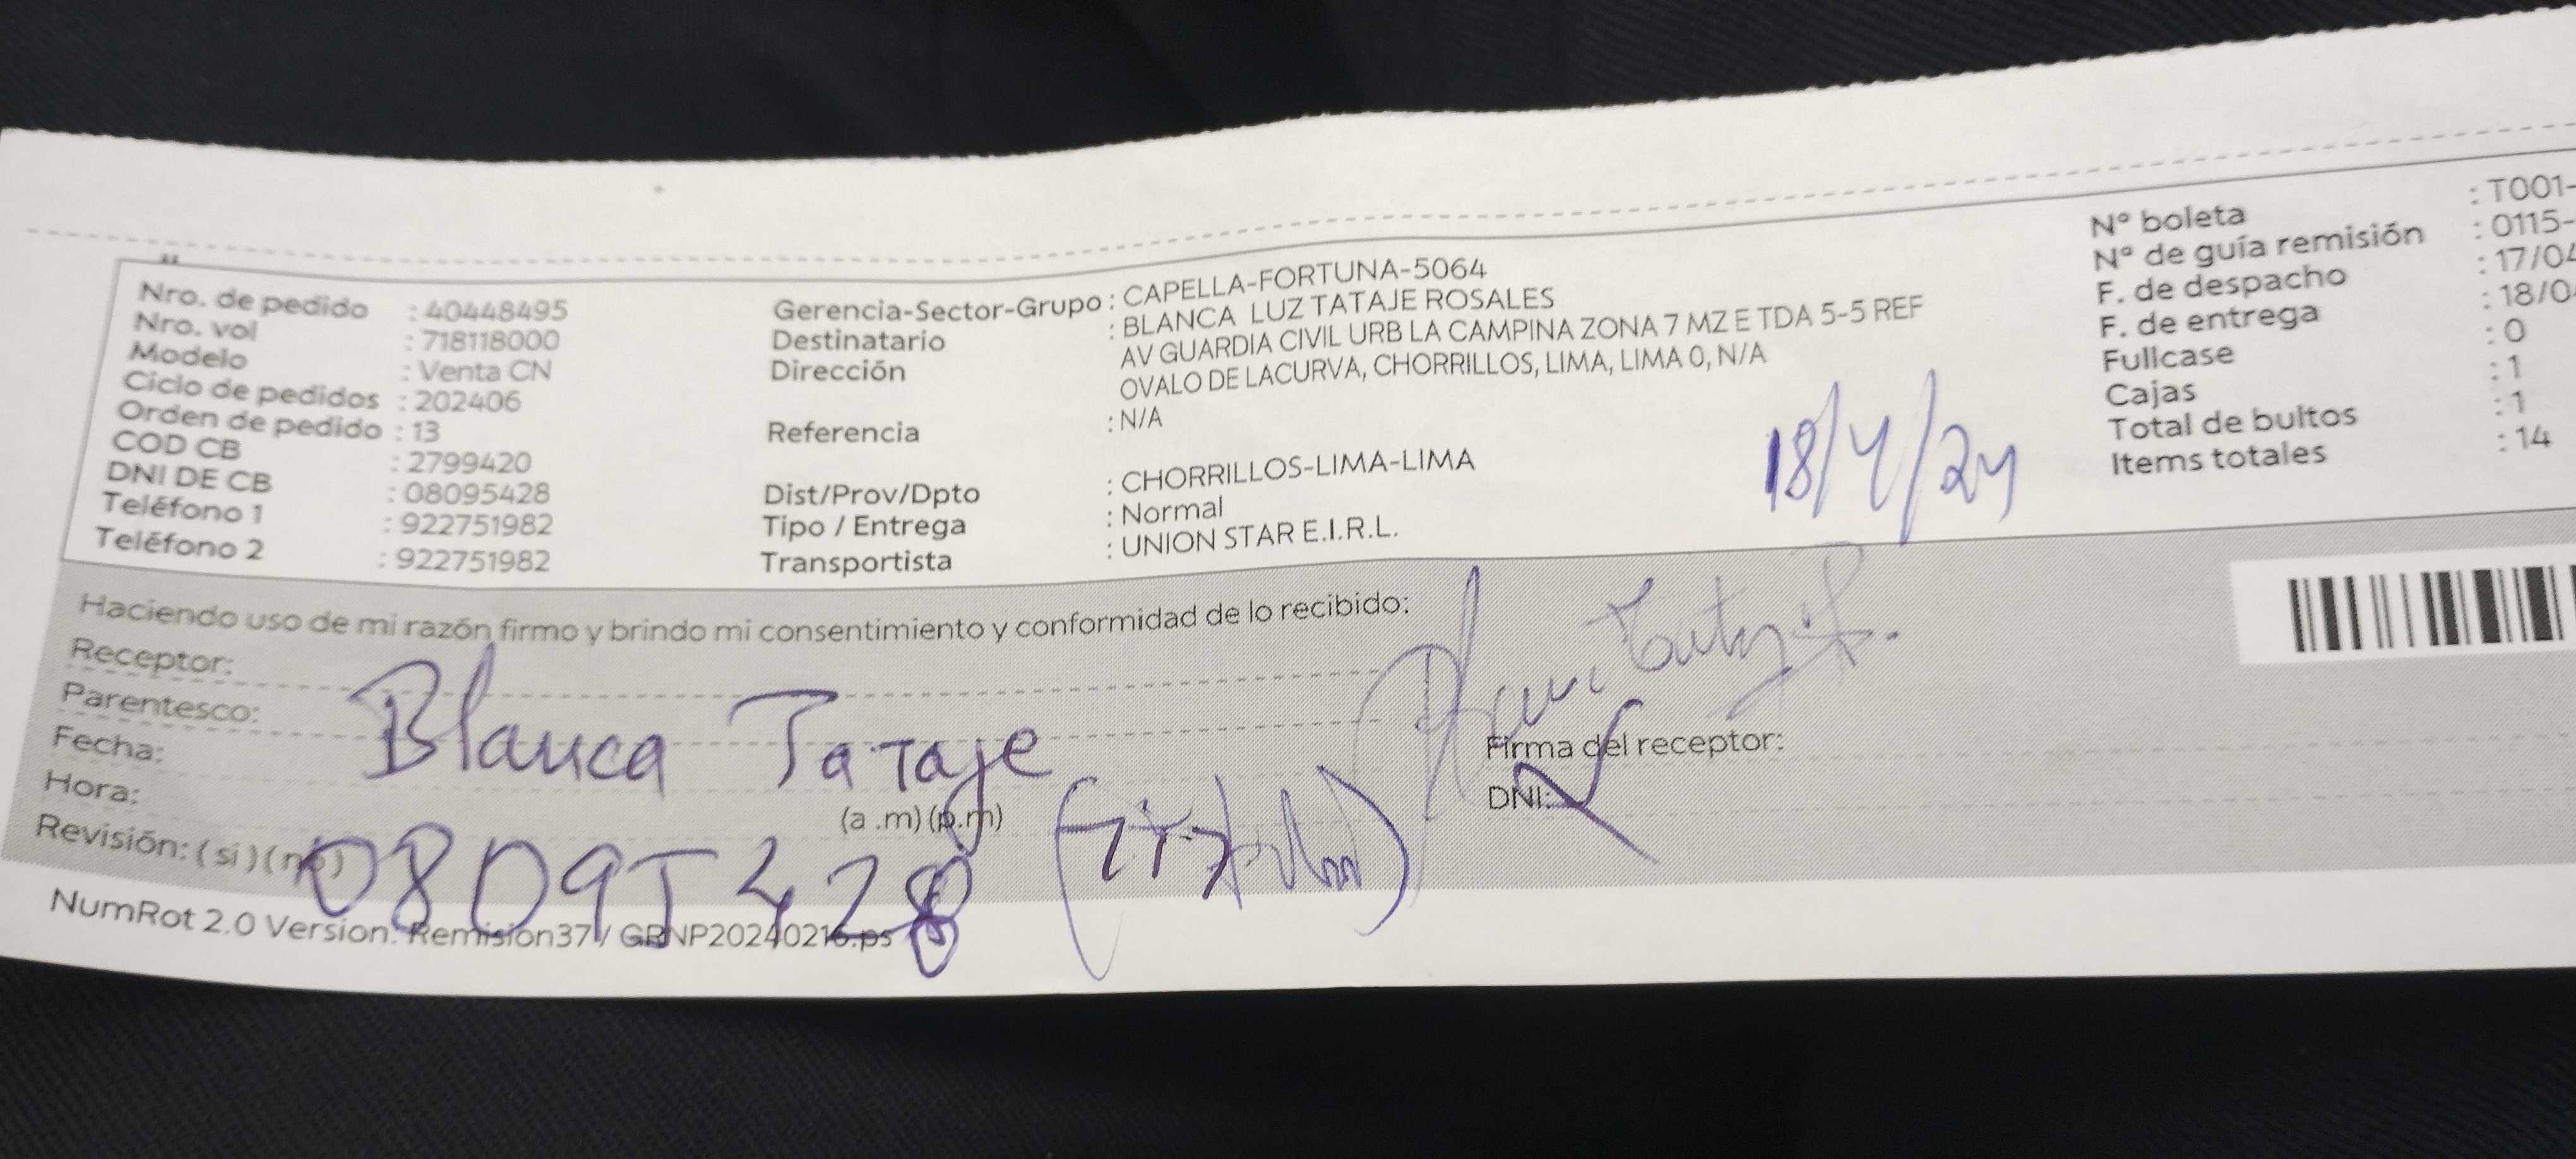 Nro. de pedido : 40448495
Nro. vol : 718118000
Modelo : Venta CN
Ciclo de pedidos : 202406
Orden de pedido : 13
COD CB : 2799420
DNI DE CB : 08095428
Teléfono 1 : 922751982
Teléfono 2 : 922751982
Gerencia-Sector-Grupo : CAPELLA-FORTUNA-5064
Destinatario : BLANCA LUZ TATAJE ROSALES
Dirección AV GUARDIA CIVIL URB LA CAMPINA ZONA 7 MZ E TDA 5-5 REF
OVALO DE LACURVA, CHORRILLOS, LIMA, LIMA 0, N/A
Referencia : N/A
Dist/Prov/Dpto : CHORRILLOS-LIMA-LIMA
Tipo / Entrega : Normal
Transportista : UNION STAR E.I.R.L.
18/4/24
Nº boleta : T001-
Nº de guía remisión : 0115-
F. de despacho : 17/04
F. de entrega : 18/0
Fullcase : 0
Cajas : 1
Total de bultos : 1
Items totales : 14
Haciendo uso de mi razón firmo y brindo mi consentimiento y conformidad de lo recibido:
Receptor:
Parentesco:
Blanca Tataje
Fecha:
Hora: (a .m) (p.m)
Revisión: ( si ) ( no )
08095428
Firma del receptor:
DNI:
NumRot 2.0 Version: Remision37 / GRNP20240216.ps